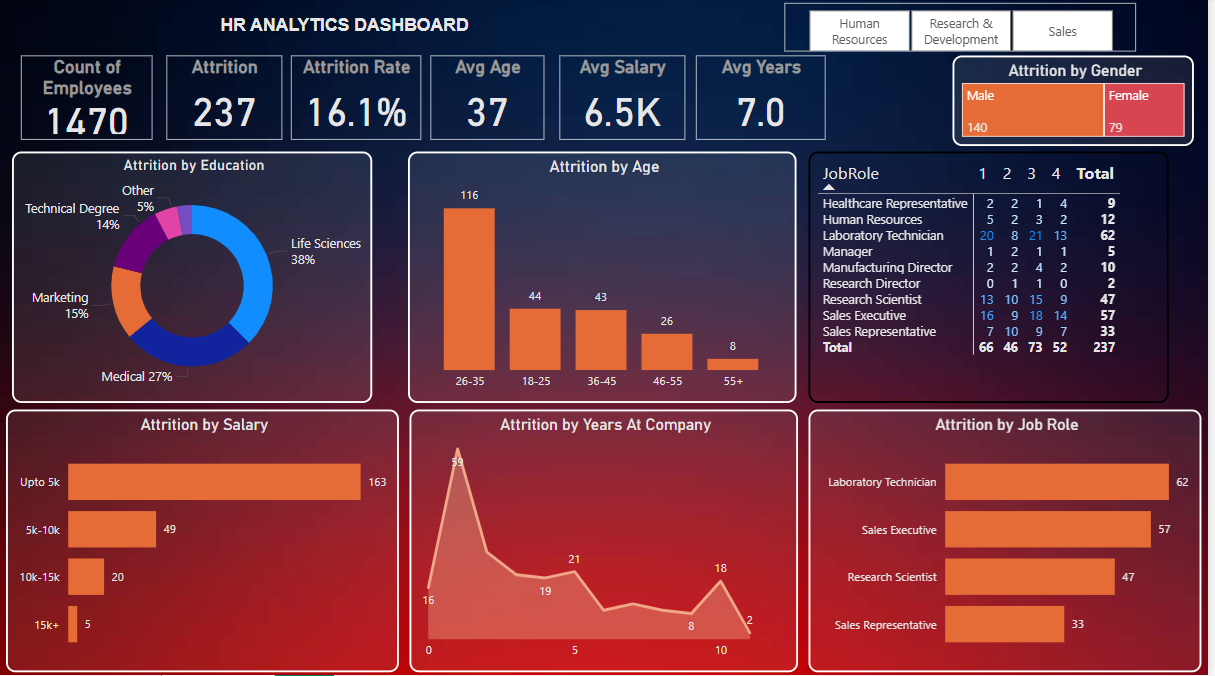 HR ANALYTICS DASHBOARD
Human
Resources
Research &
Development
Sales
Count of
Employees
1470
Attrition
237
Attrition Rate
16.1%
Avg Age
37
Avg Salary
6.5K
Avg Years
7.0
Attrition by Gender
Male
140
Female
79
Attrition by Education
Other
5%
Technical Degree
14%
Life Sciences
38%
Marketing
15%
Medical 27%
Attrition by Age
116
44
43
26
8
26-35 18-25 36-45 46-55 55+
JobRole 1 2 3 4 Total
Healthcare Representative 2 2 1 4 9
Human Resources 5 2 3 2 12
Laboratory Technician 20 8 21 13 62
Manager 1 2 1 1 5
Manufacturing Director 2 2 4 2 10
Research Director 0 1 1 0 2
Research Scientist 13 10 15 9 47
Sales Executive 16 9 18 14 57
Sales Representative 7 10 9 7 33
Total 66 46 73 52 237
Attrition by Salary
Upto 5k 163
5k-10k 49
10k-15k 20
15k+ 5
Attrition by Years At Company
59
21
18
19
16
8
2
0 5 10
Attrition by Job Role
Laboratory Technician 62
Sales Executive 57
Research Scientist 47
Sales Representative 33